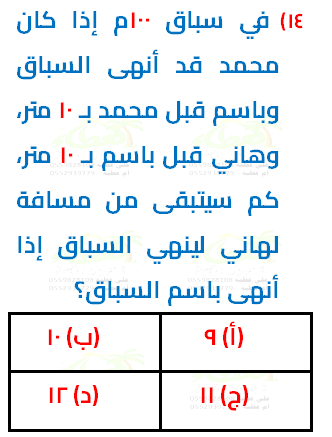 ١٤) في سباق ١٠٠م إذا كان
محمد قد أنهى السباق
وباسم قبل محمد بـ ١٠ متر،
وهاني قبل باسم بـ ١٠ متر،
كم سيتبقى من مسافة
لهاني لينهي السباق إذا
أنهى باسم السباق؟
(أ) ٩
(ب) ١٠
(ج) ١١
(د) ١٢